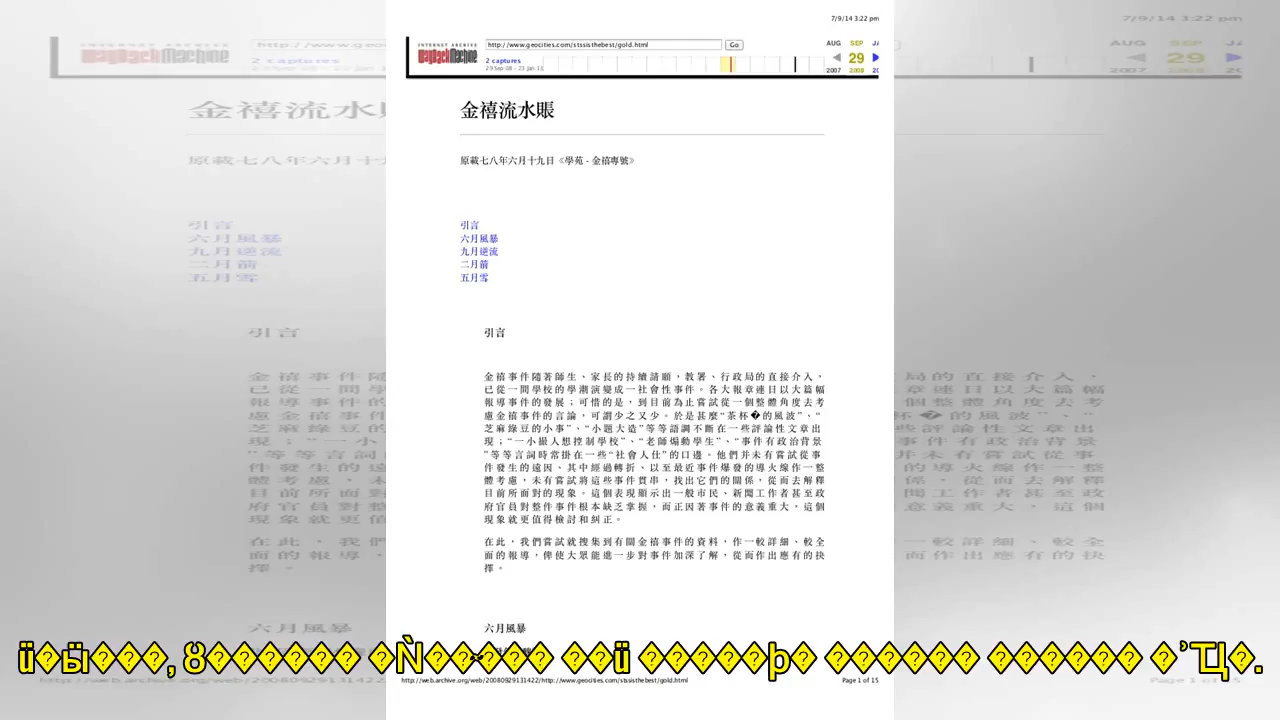 7/9/14 3:22 pm
INTERNET ARCHIVE
WayBackMachine
http://www.geocities.com/stssisthebest/gold.html
Go
2 captures
29 Sep 08 - 23 Jan 11
AUG SEP
29
2007 2008
金禧流水賬
原載七八年六月十九日《學苑 - 金禧專號》
引言
六月風暴
九月逆流
二月箭
五月雪
引言
金禧事件隨著師生、家長的持續請願，教署、行政局的直接介入，
已從一間學校的學潮演變成一社會性事件。各大報章連日以大篇幅
報導事件的發展；可惜的是，到目前為止嘗試從一個整體角度去考
慮金禧事件的言論，可謂少之又少。於是甚麼“茶杯�的風波”、“
芝麻綠豆的小事”、“小題大造”等等語調不斷在一些評論性文章出
現；“一小撮人想控制學校”、“老師煽動學生”、“事件有政治背景
”等等言詞時常掛在一些“社會人仕”的口邊。他們并未有嘗試從事
件發生的遠因、其中經過轉折、以至最近事件爆發的導火線作一整
體考慮，未有嘗試將這些事件貫串，找出它們的關係，從而去解釋
目前所面對的現象。這個表現顯示出一般市民、新聞工作者甚至政
府官員對整件事件根本缺乏掌握，而正因著事件的意義重大，這個
現象就更值得檢討和糾正。
在此，我們嘗試就搜集到有關金禧事件的資料，作一較詳細、較全
面的報導，俾使大眾能進一步對事件加深了解，從而作出應有的抉
擇。
六月風暴
http://web.archive.org/web/20080929131422/http:/www.geocities.com/stssisthebest/gold.html
Page 1 of 15